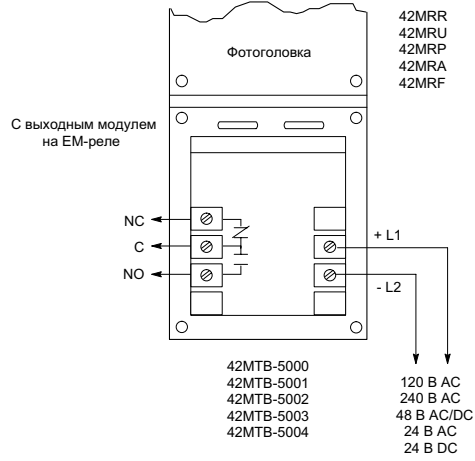 42MRR
42MRU
42MRP
42MRA
42MRF
Фотоголовка
С выходным модулем
на ЕМ-реле
NC
C
NO
+ L1
- L2
42MTB-5000
42MTB-5001
42MTB-5002
42MTB-5003
42MTB-5004
120 В AC
240 В AC
48 В AC/DC
24 В AC
24 В DC